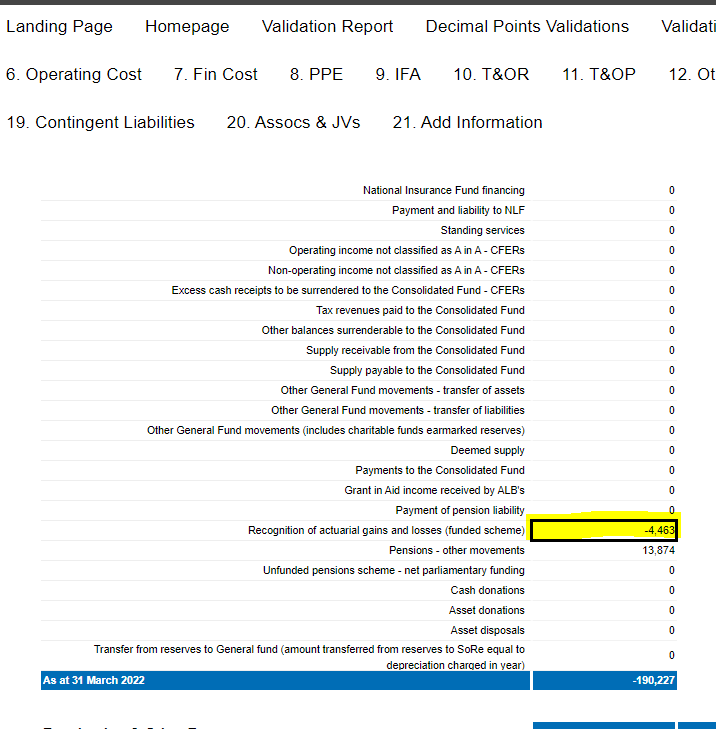 Landing Page Homepage Validation Report Decimal Points Validations Validati
6. Operating Cost 7. Fin Cost 8. PPE 9. IFA 10. T&OR 11. T&OP 12. Ot
19. Contingent Liabilities 20. Assocs & JVs 21. Add Information
National Insurance Fund financing 0
Payment and liability to NLF 0
Standing services 0
Operating income not classified as A in A - CFERs 0
Non-operating income not classified as A in A - CFERs 0
Excess cash receipts to be surrendered to the Consolidated Fund - CFERs 0
Tax revenues paid to the Consolidated Fund 0
Other balances surrenderable to the Consolidated Fund 0
Supply receivable from the Consolidated Fund 0
Supply payable to the Consolidated Fund 0
Other General Fund movements - transfer of assets 0
Other General Fund movements - transfer of liabilities 0
Other General Fund movements (includes charitable funds earmarked reserves) 0
Deemed supply 0
Payments to the Consolidated Fund 0
Grant in Aid income received by ALB's 0
Payment of pension liability 0
Recognition of actuarial gains and losses (funded scheme) -4,463
Pensions - other movements 13,874
Unfunded pensions scheme - net parliamentary funding 0
Cash donations 0
Asset donations 0
Asset disposals 0
Transfer from reserves to General fund (amount transferred from reserves to SoRe equal to
depreciation charged in year) 0
As at 31 March 2022 -190,227